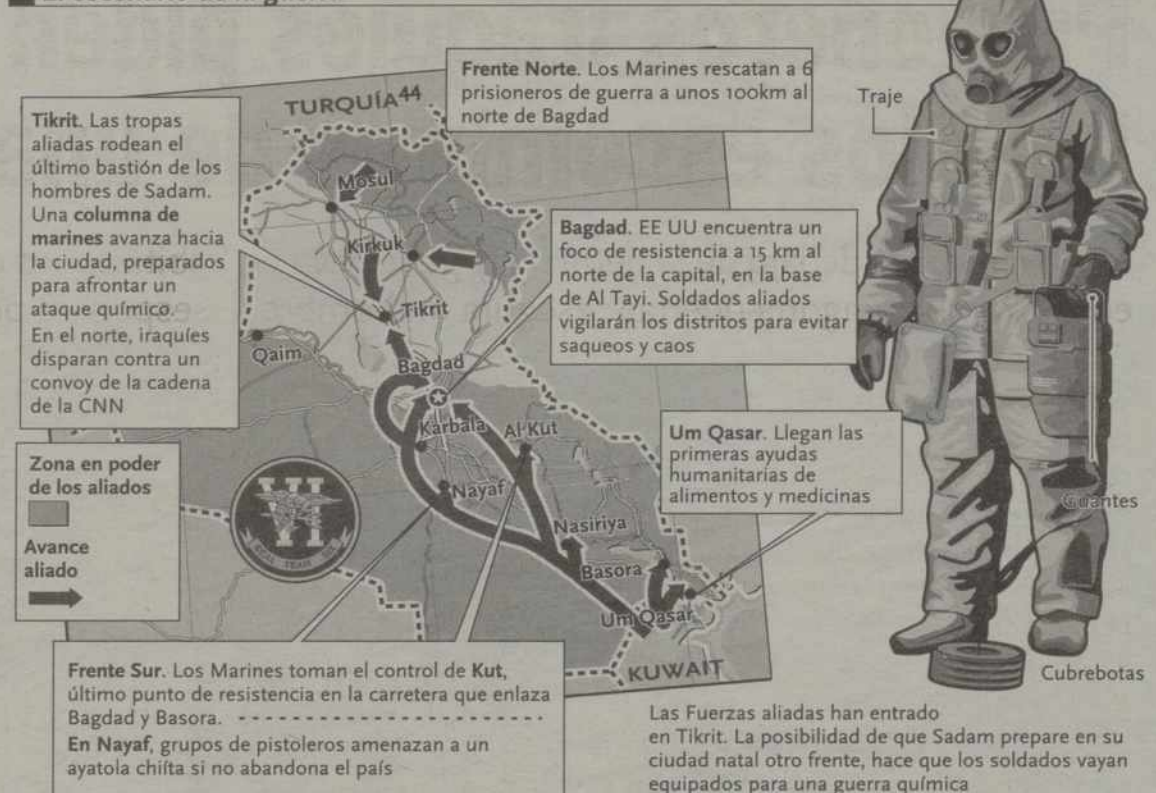 Frente Norte. Los Marines rescatan a 6
prisioneros de guerra a unos 100km al
norte de Bagdad
Tikrit. Las tropas
aliadas rodean el
último bastión de los
hombres de Sadam.
Una columna de
marines avanza hacia
la ciudad, preparados
para afrontar un
ataque químico.
En el norte, iraquíes
disparan contra un
convoy de la cadena
de la CNN
Zona en poder
de los aliados
Avance
aliado
TURQUÍA44
Mosul
Kirkuk
Tikrit
Qaim
Bagdad
Karbala
Al Kut
Nayaf
Nasiriya
Basora
Um Qasar
KUWAIT
VI
Bagdad. EE UU encuentra un
foco de resistencia a 15 km al
norte de la capital, en la base
de Al Tayi. Soldados aliados
vigilarán los distritos para evitar
saqueos y caos
Um Qasar. Llegan las
primeras ayudas
humanitarias de
alimentos y medicinas
Frente Sur. Los Marines toman el control de Kut,
último punto de resistencia en la carretera que enlaza
Bagdad y Basora.
En Nayaf, grupos de pistoleros amenazan a un
ayatola chiíta si no abandona el país
Traje
Guantes
Cubrebotas
Las Fuerzas aliadas han entrado
en Tikrit. La posibilidad de que Sadam prepare en su
ciudad natal otro frente, hace que los soldados vayan
equipados para una guerra química